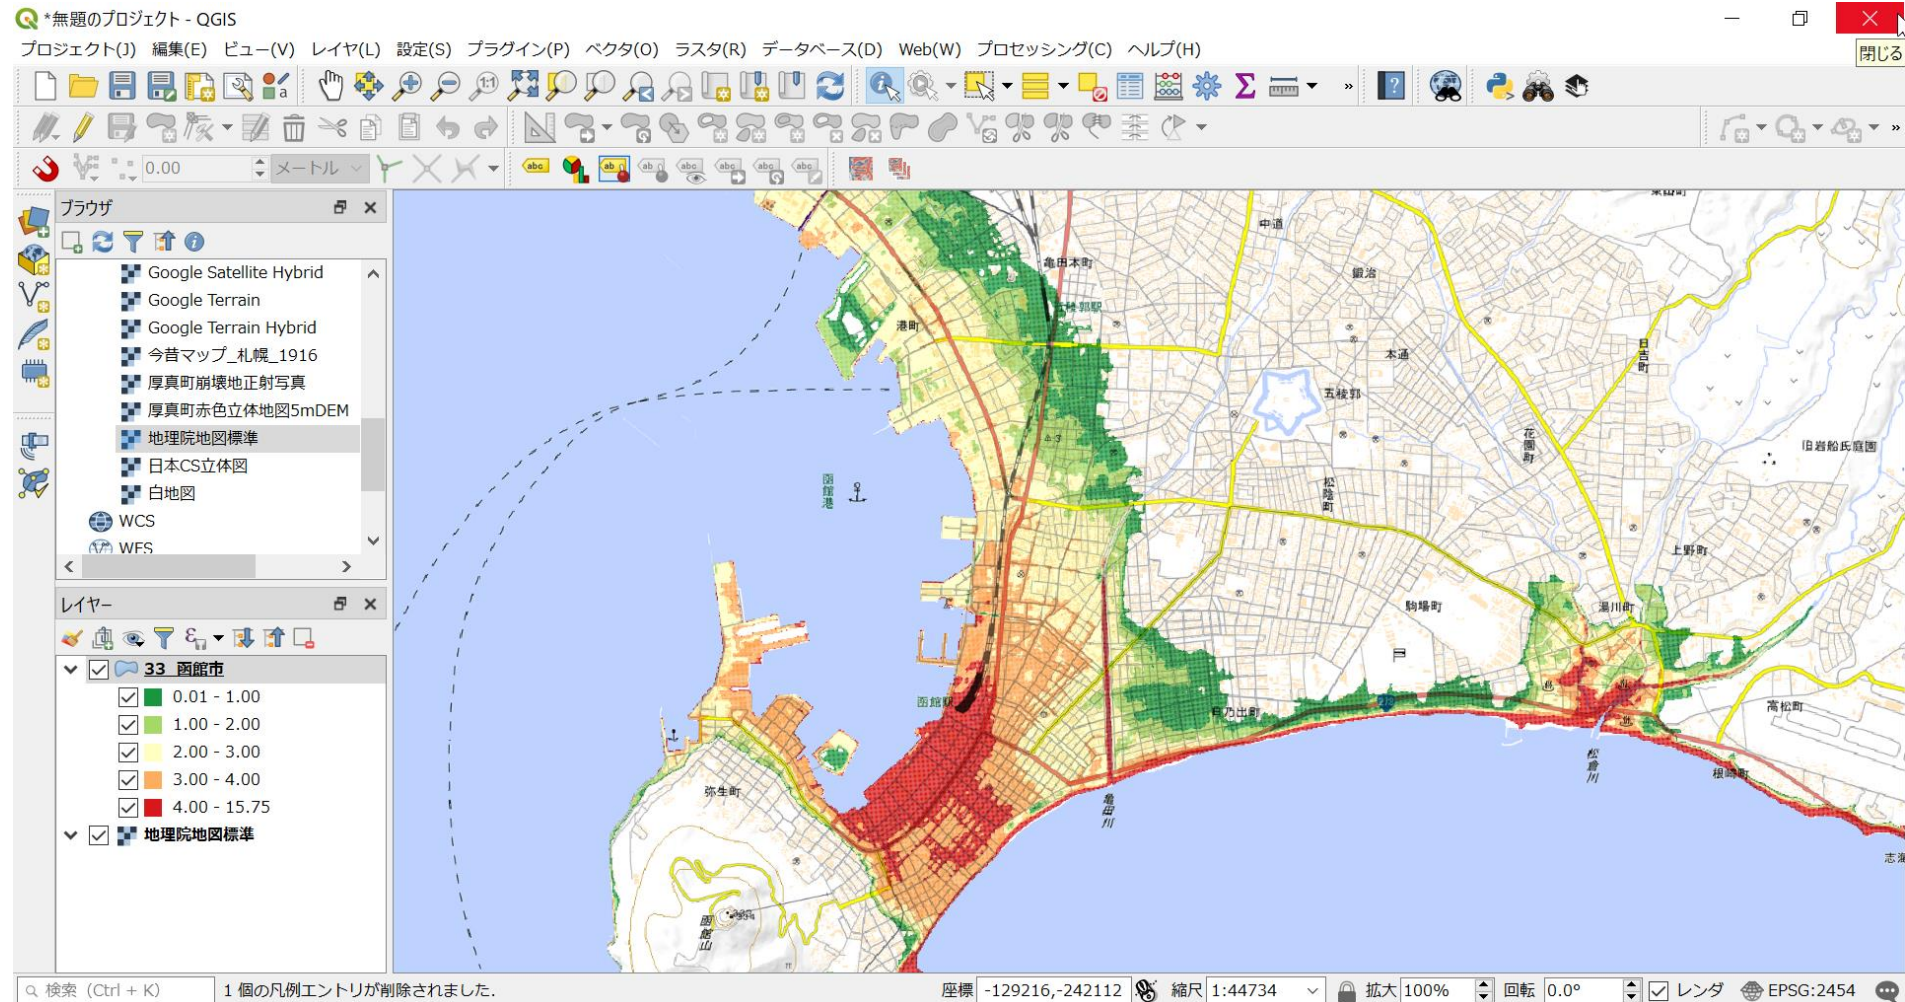 *無題のプロジェクト - QGIS
プロジェクト(J) 編集(E) ビュー(V) レイヤ(L) 設定(S) プラグイン(P) ベクタ(O) ラスタ(R) データベース(D) Web(W) プロセッシング(C) ヘルプ(H)
閉じる
0.00 メートル
ブラウザ
Google Satellite Hybrid
Google Terrain
Google Terrain Hybrid
今昔マップ_札幌_1916
厚真町崩壊地正射写真
厚真町赤色立体地図5mDEM
地理院地図標準
日本CS立体図
白地図
WCS
WFS
レイヤー
33_函館市
0.01 - 1.00
1.00 - 2.00
2.00 - 3.00
3.00 - 4.00
4.00 - 15.75
地理院地図標準
中道
亀田本町
鍛治
港町
本通
日吉町
五稜郭
花園町
旧岩船氏庭園
函館港
松陰町
上野町
駒場町
湯川町
日乃出町
高松町
松倉川
根崎町
弥生町
亀田川
函館山
検索 (Ctrl + K)
1 個の凡例エントリが削除されました.
座標 -129216,-242112 縮尺 1:44734 拡大 100% 回転 0.0° レンダ EPSG:2454